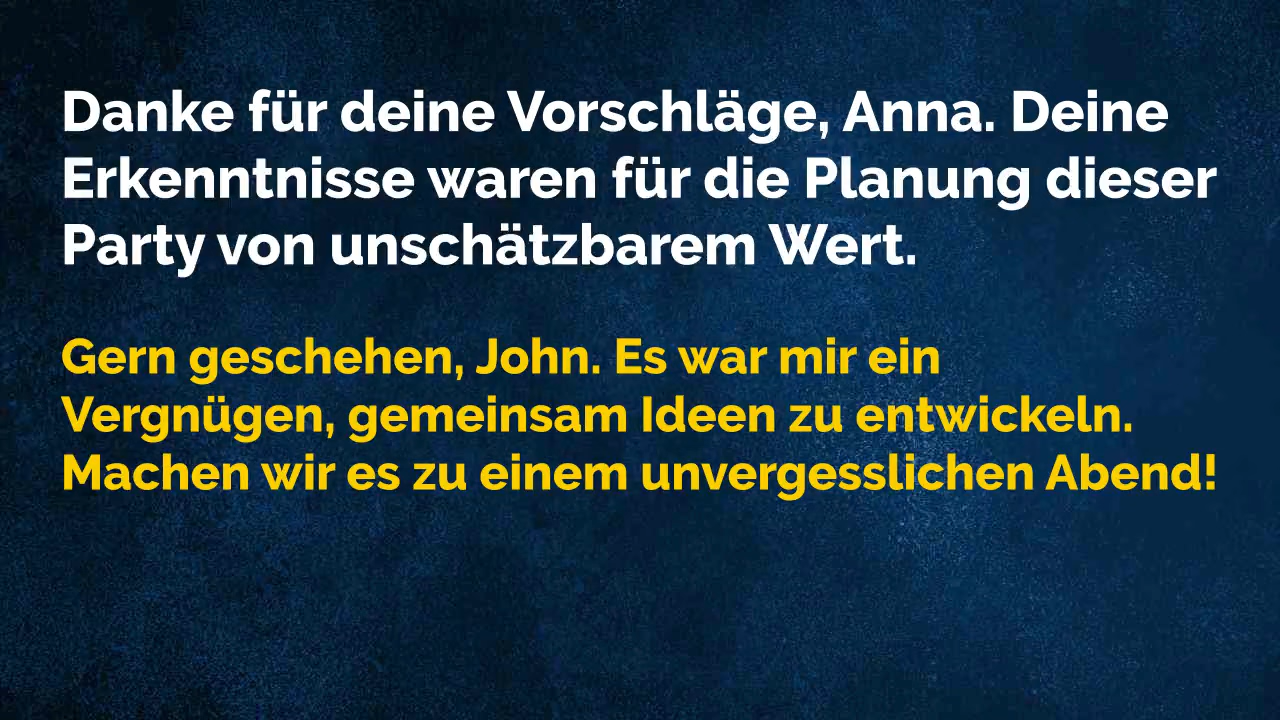 Danke für deine Vorschläge, Anna. Deine
Erkenntnisse waren für die Planung dieser
Party von unschätzbarem Wert.
Gern geschehen, John. Es war mir ein
Vergnügen, gemeinsam Ideen zu entwickeln.
Machen wir es zu einem unvergesslichen Abend!